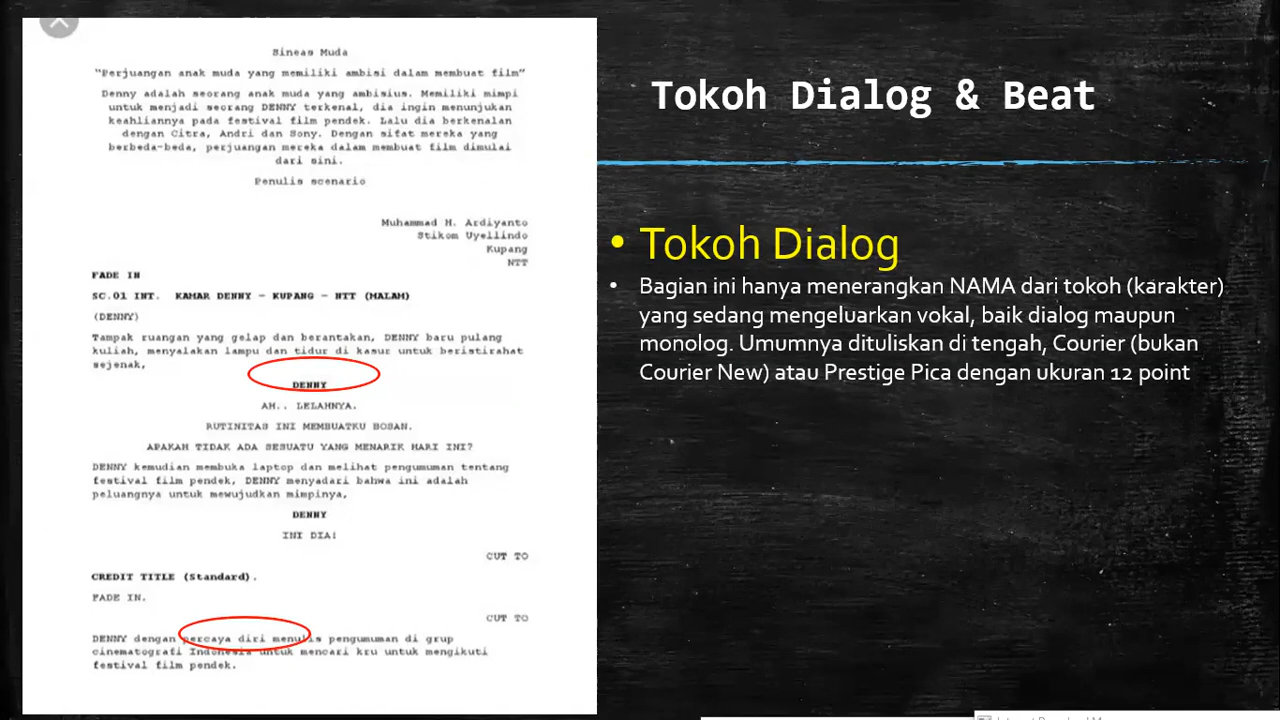 Sineas Muda
"Perjuangan anak muda yang memiliki ambisi dalam membuat film"
Denny adalah seorang anak muda yang ambisius. Memiliki mimpi
untuk menjadi seorang DENNY terkenal, dia ingin menunjukan
keahliannya pada festival film pendek. Lalu dia berkenalan
dengan Citra, Andri dan Sony. Dengan sifat mereka yang
berbeda-beda, perjuangan mereka dalam membuat film dimulai
dari sini.
Penulis scenario
Muhammad H. Ardiyanto
Stikom Uyelindo
Kupang
NTT
FADE IN
SC.01 INT. KAMAR DENNY - KUPANG - NTT (MALAM)
(DENNY)
Tampak ruangan yang gelap dan berantakan, DENNY baru pulang
kuliah, menyalakan lampu dan tidur di kasur untuk beristirahat
sejenak,
DENNY
AH.. LELAHNYA.
RUTINITAS INI MEMBUATKU BOSAN.
APAKAH TIDAK ADA SESUATU YANG MENARIK HARI INI?
DENNY kemudian membuka laptop dan melihat pengumuman tentang
festival film pendek, DENNY menyadari bahwa ini adalah
peluangnya untuk mewujudkan mimpinya,
DENNY
INI DIA!
CUT TO
CREDIT TITLE (Standard).
FADE IN.
CUT TO
DENNY dengan percaya diri menulis pengumuman di grup
cinematografi Indonesia untuk mencari kru untuk mengikuti
festival film pendek.
Tokoh Dialog & Beat
• Tokoh Dialog
• Bagian ini hanya menerangkan NAMA dari tokoh (karakter)
yang sedang mengeluarkan vokal, baik dialog maupun
monolog. Umumnya dituliskan di tengah, Courier (bukan
Courier New) atau Prestige Pica dengan ukuran 12 point